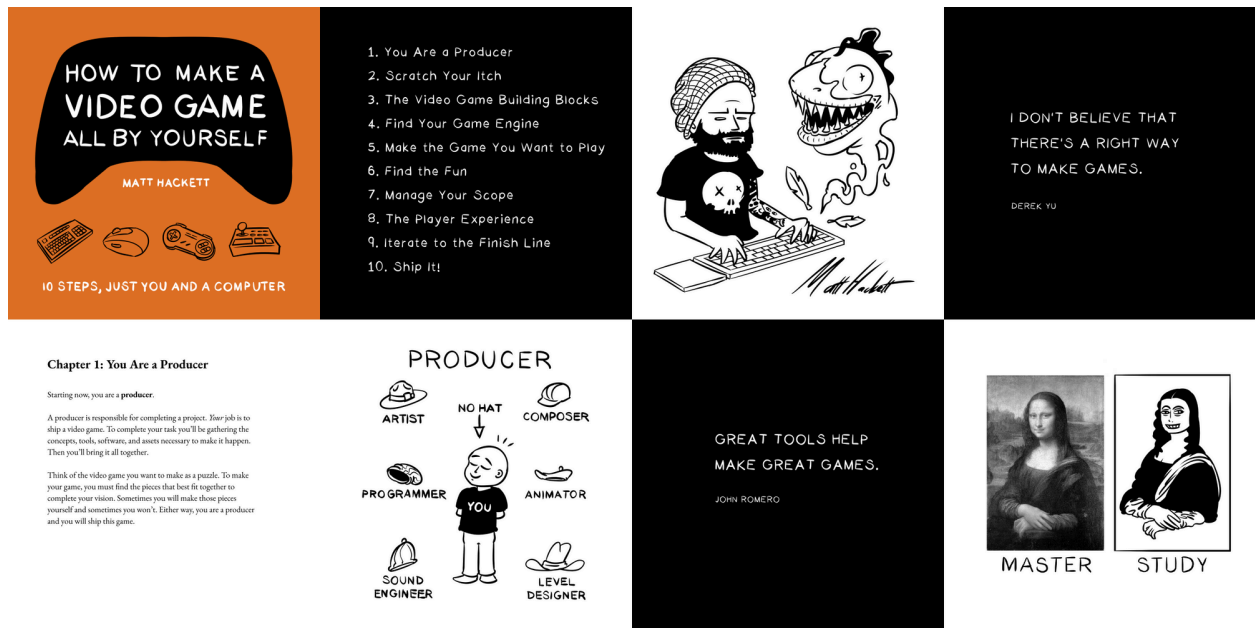 HOW TO MAKE A
VIDEO GAME
ALL BY YOURSELF
MATT HACKETT
10 STEPS, JUST YOU AND A COMPUTER
1. You Are a Producer
2. Scratch Your Itch
3. The Video Game Building Blocks
4. Find Your Game Engine
5. Make the Game You Want to Play
6. Find the Fun
7. Manage Your Scope
8. The Player Experience
9. Iterate to the Finish Line
10. Ship It!
Matt Hackett
I DON'T BELIEVE THAT
THERE'S A RIGHT WAY
TO MAKE GAMES.
DEREK YU
Chapter 1: You Are a Producer
Starting now, you are a producer.
A producer is responsible for completing a project. Your job is to
ship a video game. To complete your task you'll be gathering the
concepts, tools, software, and assets necessary to make it happen.
Then you'll bring it all together.
Think of the video game you want to make as a puzzle. To make
your game, you must find the pieces that best fit together to
complete your vision. Sometimes you will make those pieces
yourself and sometimes you won't. Either way, you are a producer
and you will ship this game.
PRODUCER
ARTIST
NO HAT
COMPOSER
PROGRAMMER
YOU
ANIMATOR
SOUND
ENGINEER
LEVEL
DESIGNER
GREAT TOOLS HELP
MAKE GREAT GAMES.
JOHN ROMERO
MASTER
STUDY